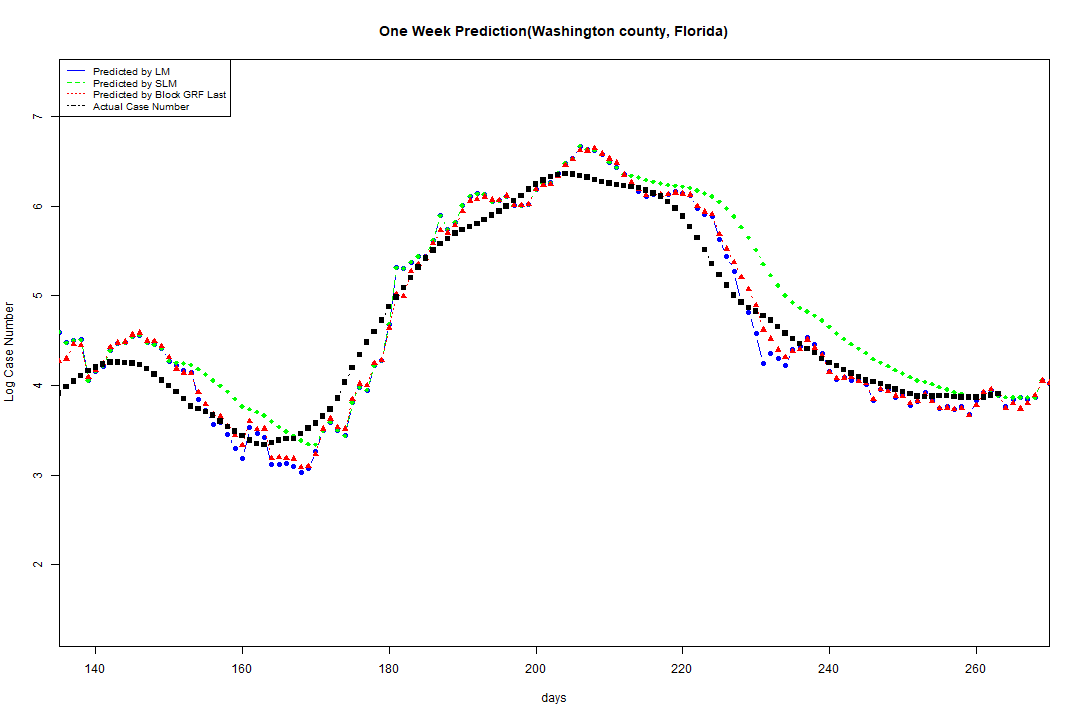 One Week Prediction(Washington county, Florida)
Predicted by LM
Predicted by SLM
Predicted by Block GRF Last
Actual Case Number
7
6
5
4
3
2
Log Case Number
140 160 180 200 220 240 260
days